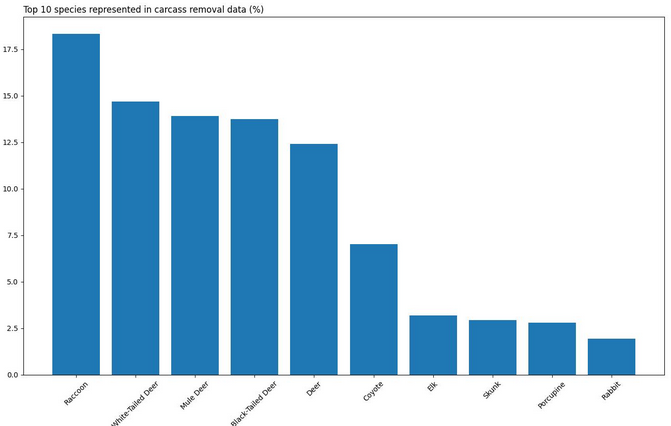 Top 10 species represented in carcass removal data (%)
17.5
15.0
12.5
10.0
7.5
5.0
2.5
0.0
Raccoon
White-Tailed Deer
Mule Deer
Black-Tailed Deer
Deer
Coyote
Elk
Skunk
Porcupine
Rabbit